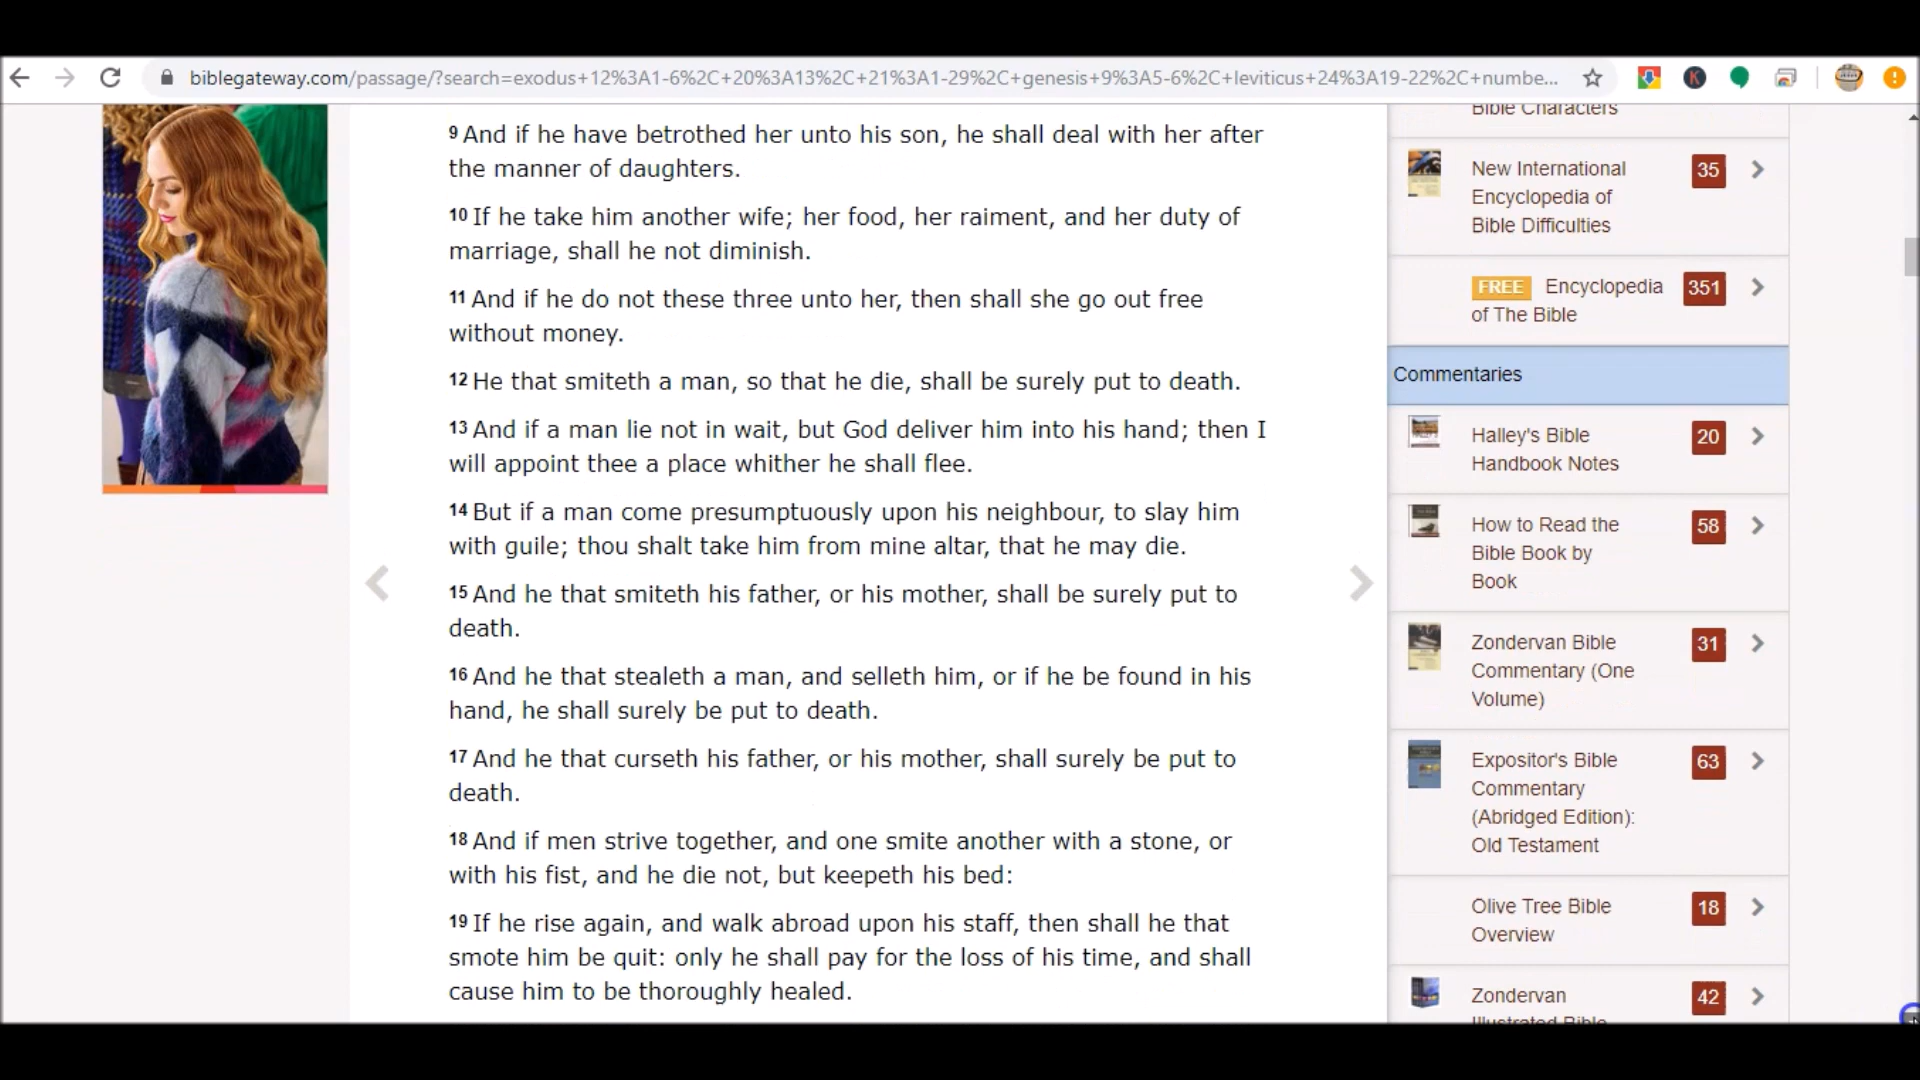 biblegateway.com/passage/?search=exodus+12%3A1-6%2C+20%3A13%2C+21%3A1-29%2C+genesis+9%3A5-6%2C+leviticus+24%3A19-22%2C+numbe...
9 And if he have betrothed her unto his son, he shall deal with her after
the manner of daughters.
10 If he take him another wife; her food, her raiment, and her duty of
marriage, shall he not diminish.
11 And if he do not these three unto her, then shall she go out free
without money.
12 He that smiteth a man, so that he die, shall be surely put to death.
13 And if a man lie not in wait, but God deliver him into his hand; then I
will appoint thee a place whither he shall flee.
14 But if a man come presumptuously upon his neighbour, to slay him
with guile; thou shalt take him from mine altar, that he may die.
15 And he that smiteth his father, or his mother, shall be surely put to
death.
16 And he that stealeth a man, and selleth him, or if he be found in his
hand, he shall surely be put to death.
17 And he that curseth his father, or his mother, shall surely be put to
death.
18 And if men strive together, and one smite another with a stone, or
with his fist, and he die not, but keepeth his bed:
19 If he rise again, and walk abroad upon his staff, then shall he that
smote him be quit: only he shall pay for the loss of his time, and shall
cause him to be thoroughly healed.
Bible Characters
New International 35
Encyclopedia of
Bible Difficulties
FREE Encyclopedia 351
of The Bible
Commentaries
Halley's Bible 20
Handbook Notes
How to Read the 58
Bible Book by
Book
Zondervan Bible 31
Commentary (One
Volume)
Expositor's Bible 63
Commentary
(Abridged Edition):
Old Testament
Olive Tree Bible 18
Overview
Zondervan 42
Illustrated Bible